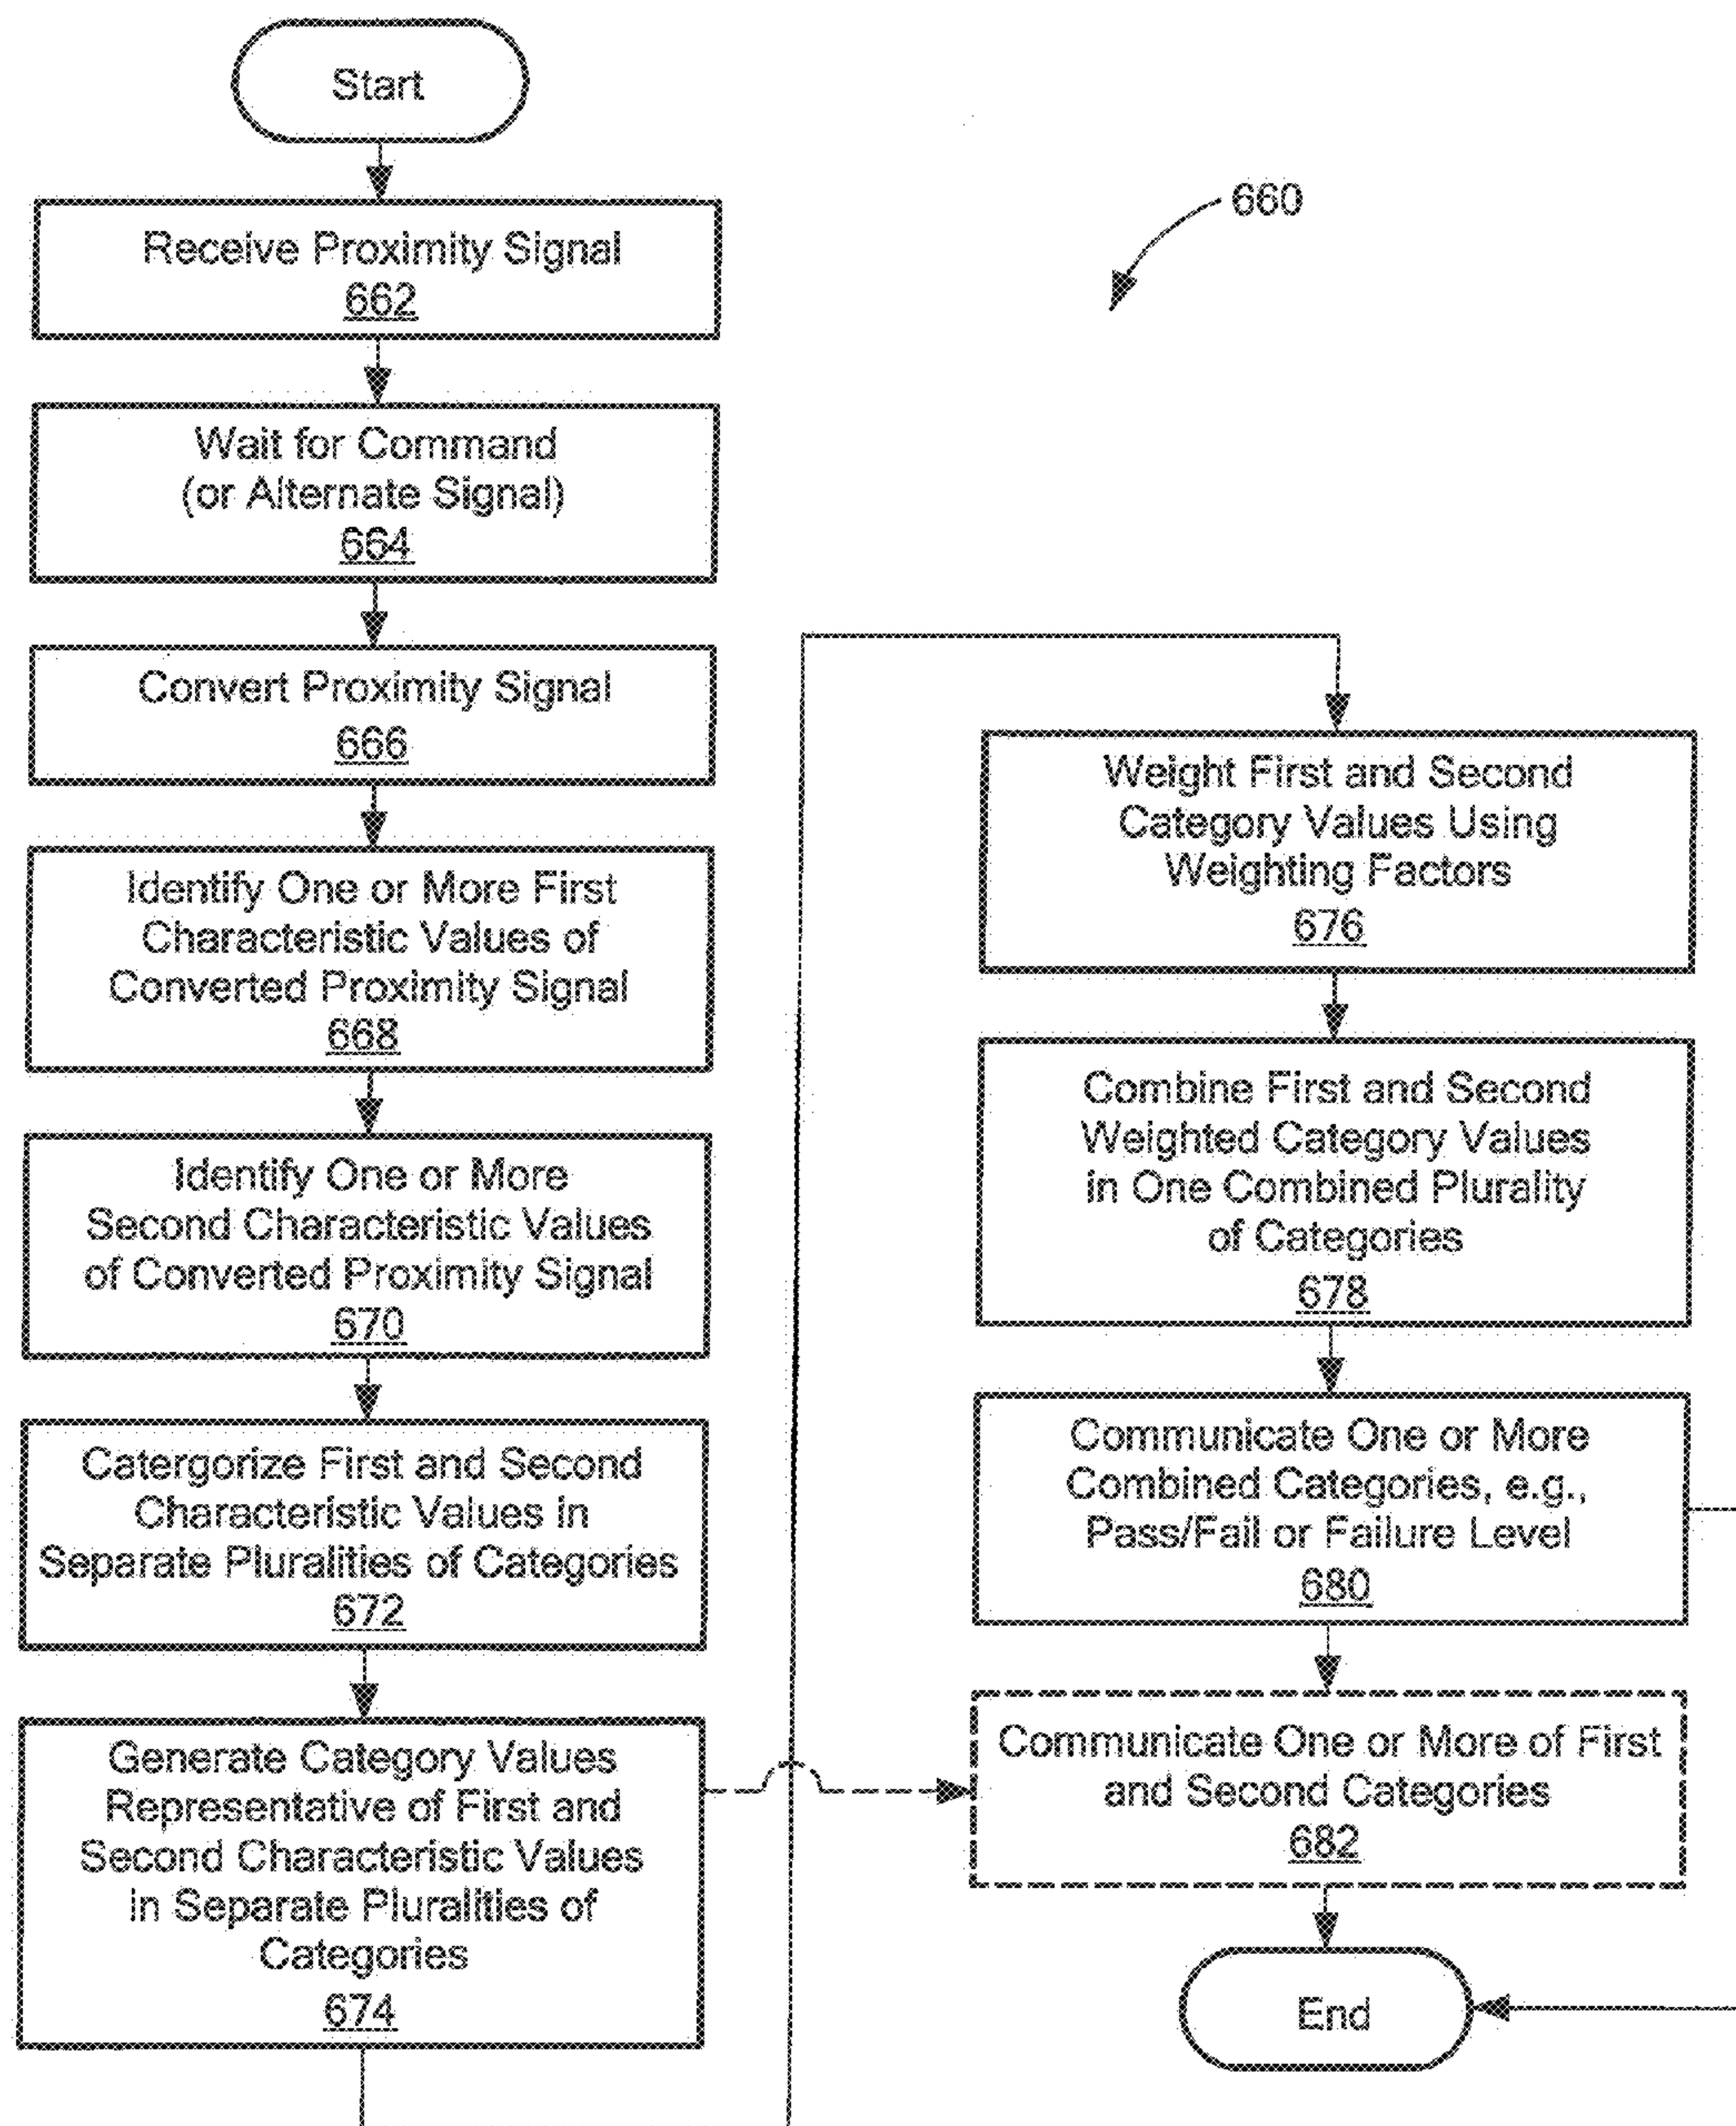 Start
Receive Proximity Signal
662
Wait for Command
(or Alternate Signal)
664
Convert Proximity Signal
666
Identify One or More First
Characteristic Values of
Converted Proximity Signal
668
Identify One or More
Second Characteristic Values
of Converted Proximity Signal
670
Catergorize First and Second
Characteristic Values in
Separate Pluralities of Categories
672
Generate Category Values
Representative of First and
Second Characteristic Values
in Separate Pluralities of
Categories
674
660
Weight First and Second
Category Values Using
Weighting Factors
676
Combine First and Second
Weighted Category Values
in One Combined Plurality
of Categories
678
Communicate One or More
Combined Categories, e.g.,
Pass/Fail or Failure Level
680
Communicate One or More of First
and Second Categories
682
End